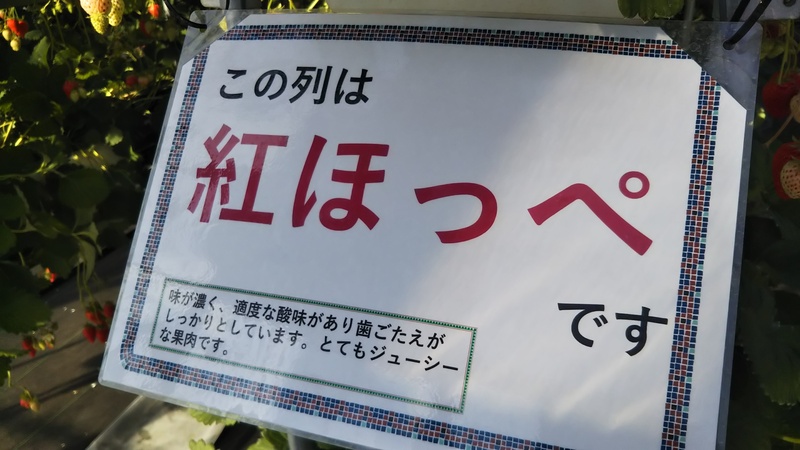 この列は
紅ほっぺ
です
味が濃く、適度な酸味があり歯ごたえが
しっかりとしています。とてもジューシー
な果肉です。